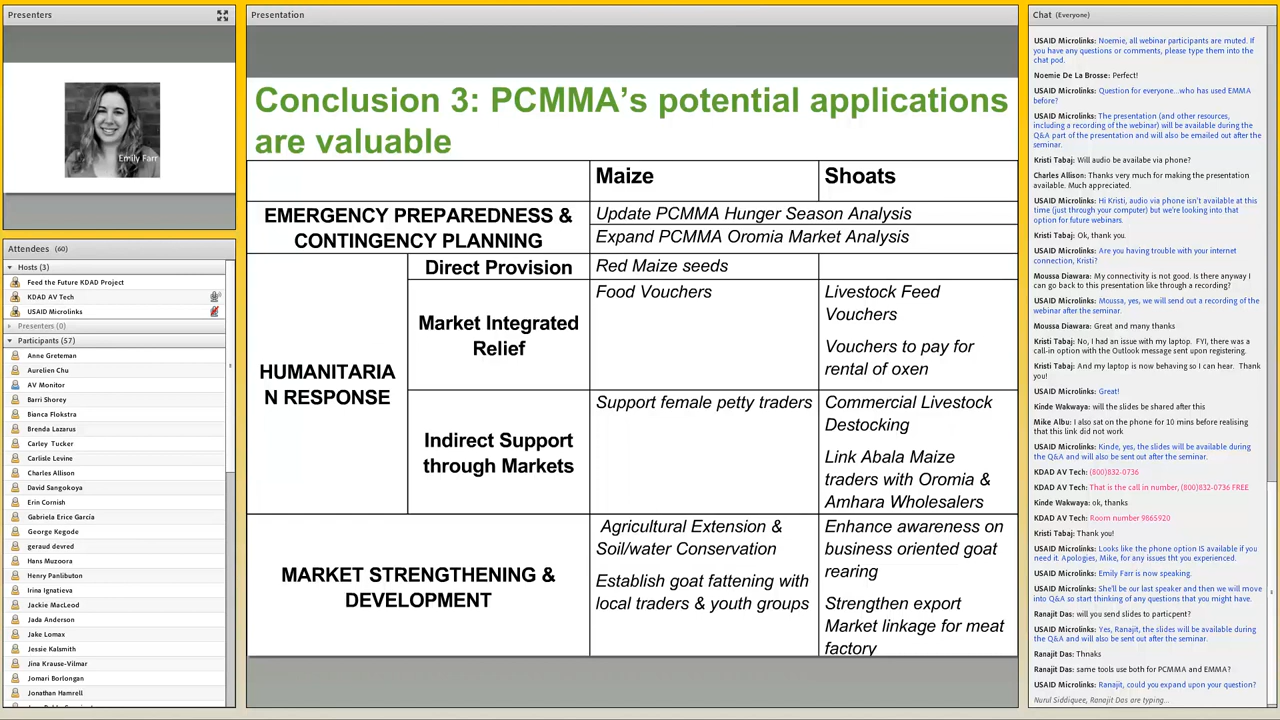 Presenters
Emily Farr
Attendees (60)
Hosts (3)
Feed the Future KDAD Project
KDAD AV Tech
USAID Microlinks
Presenters (0)
Participants (57)
Anne Greteman
Aurelien Chu
AV Monitor
Barri Shorey
Bianca Flokstra
Brenda Lazarus
Carley Tucker
Carlisle Levine
Charles Allison
David Sangokoya
Erin Cornish
Gabriela Erice García
George Kegode
geraud devred
Hans Muzoora
Henry Panlibuton
Irina Ignatieva
Jackie MacLeod
Jada Anderson
Jake Lomax
Jessie Kalsmith
Jina Krause-Vilmar
Jomari Borlongan
Jonathan Hamrell
Presentation
Conclusion 3: PCMMA's potential applications
are valuable
Maize
Shoats
EMERGENCY PREPAREDNESS &
CONTINGENCY PLANNING
Update PCMMA Hunger Season Analysis
Expand PCMMA Oromia Market Analysis
HUMANITARIA
N RESPONSE
Direct Provision
Red Maize seeds
Market Integrated
Relief
Food Vouchers
Livestock Feed
Vouchers
Vouchers to pay for
rental of oxen
Indirect Support
through Markets
Support female petty traders
Commercial Livestock
Destocking
Link Abala Maize
traders with Oromia &
Amhara Wholesalers
MARKET STRENGTHENING &
DEVELOPMENT
Agricultural Extension &
Soil/water Conservation
Establish goat fattening with
local traders & youth groups
Enhance awareness on
business oriented goat
rearing
Strengthen export
Market linkage for meat
factory
Chat (Everyone)
USAID Microlinks: Noemie, all webinar participants are muted. If
you have any questions or comments, please type them into the
chat pod.
Noemie De La Brosse: Perfect!
USAID Microlinks: Question for everyone...who has used EMMA
before?
USAID Microlinks: The presentation (and other resources,
including a recording of the webinar) will be available during the
Q&A part of the presentation and will also be emailed out after the
seminar.
Kristi Tabaj: Will audio be availabe via phone?
Charles Allison: Thanks very much for making the presentation
available. Much appreciated.
USAID Microlinks: Hi Kristi, audio via phone isn't available at this
time (just through your computer) but we're looking into that
option for future webinars.
Kristi Tabaj: Ok, thank you.
USAID Microlinks: Are you having trouble with your internet
connection, Kristi?
Moussa Diawara: My connectivity is not good. Is there anyway I
can go back to this presentation like through a recording?
USAID Microlinks: Moussa, yes, we will send out a recording of the
webinar after the seminar.
Moussa Diawara: Great and many thanks
Kristi Tabaj: No, I had an issue with my laptop. FYI, there was a
call-in option with the Outlook message sent upon registering.
Kristi Tabaj: And my laptop is now behaving so I can hear. Thank
you!
USAID Microlinks: Great!
Kinde Wakwaya: will the slides be shared after this
Mike Albu: I also sat on the phone for 10 mins before realising
that this link did not work
USAID Microlinks: Kinde, yes, the slides will be available during
the Q&A and will also be sent out after the seminar.
KDAD AV Tech: (800)832-0736
KDAD AV Tech: That is the call in number, (800)832-0736 FREE
Kinde Wakwaya: ok, thanks
KDAD AV Tech: Room number 9865920
Kristi Tabaj: Thank you!
USAID Microlinks: Looks like the phone option IS available if you
need it. Apologies, Mike, for any issues tht you experienced.
USAID Microlinks: Emily Farr is now speaking.
USAID Microlinks: She'll be our last speaker and then we will move
into Q&A so start thinking of any questions that you might have.
Ranajit Das: will you send slides to particpent?
USAID Microlinks: Yes, Ranajit, the slides will be available during
the Q&A and will also be sent out after the seminar.
Ranajit Das: Thnaks
Ranajit Das: same tools use both for PCMMA and EMMA?
USAID Microlinks: Ranajit, could you expand upon your question?
Nurul Siddiquee, Ranajit Das are typing...